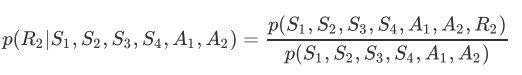 $p(R_2|S_1, S_2, S_3, S_4, A_1, A_2) = \frac{p(S_1, S_2, S_3, S_4, A_1, A_2, R_2)}{p(S_1, S_2, S_3, S_4, A_1, A_2)}$